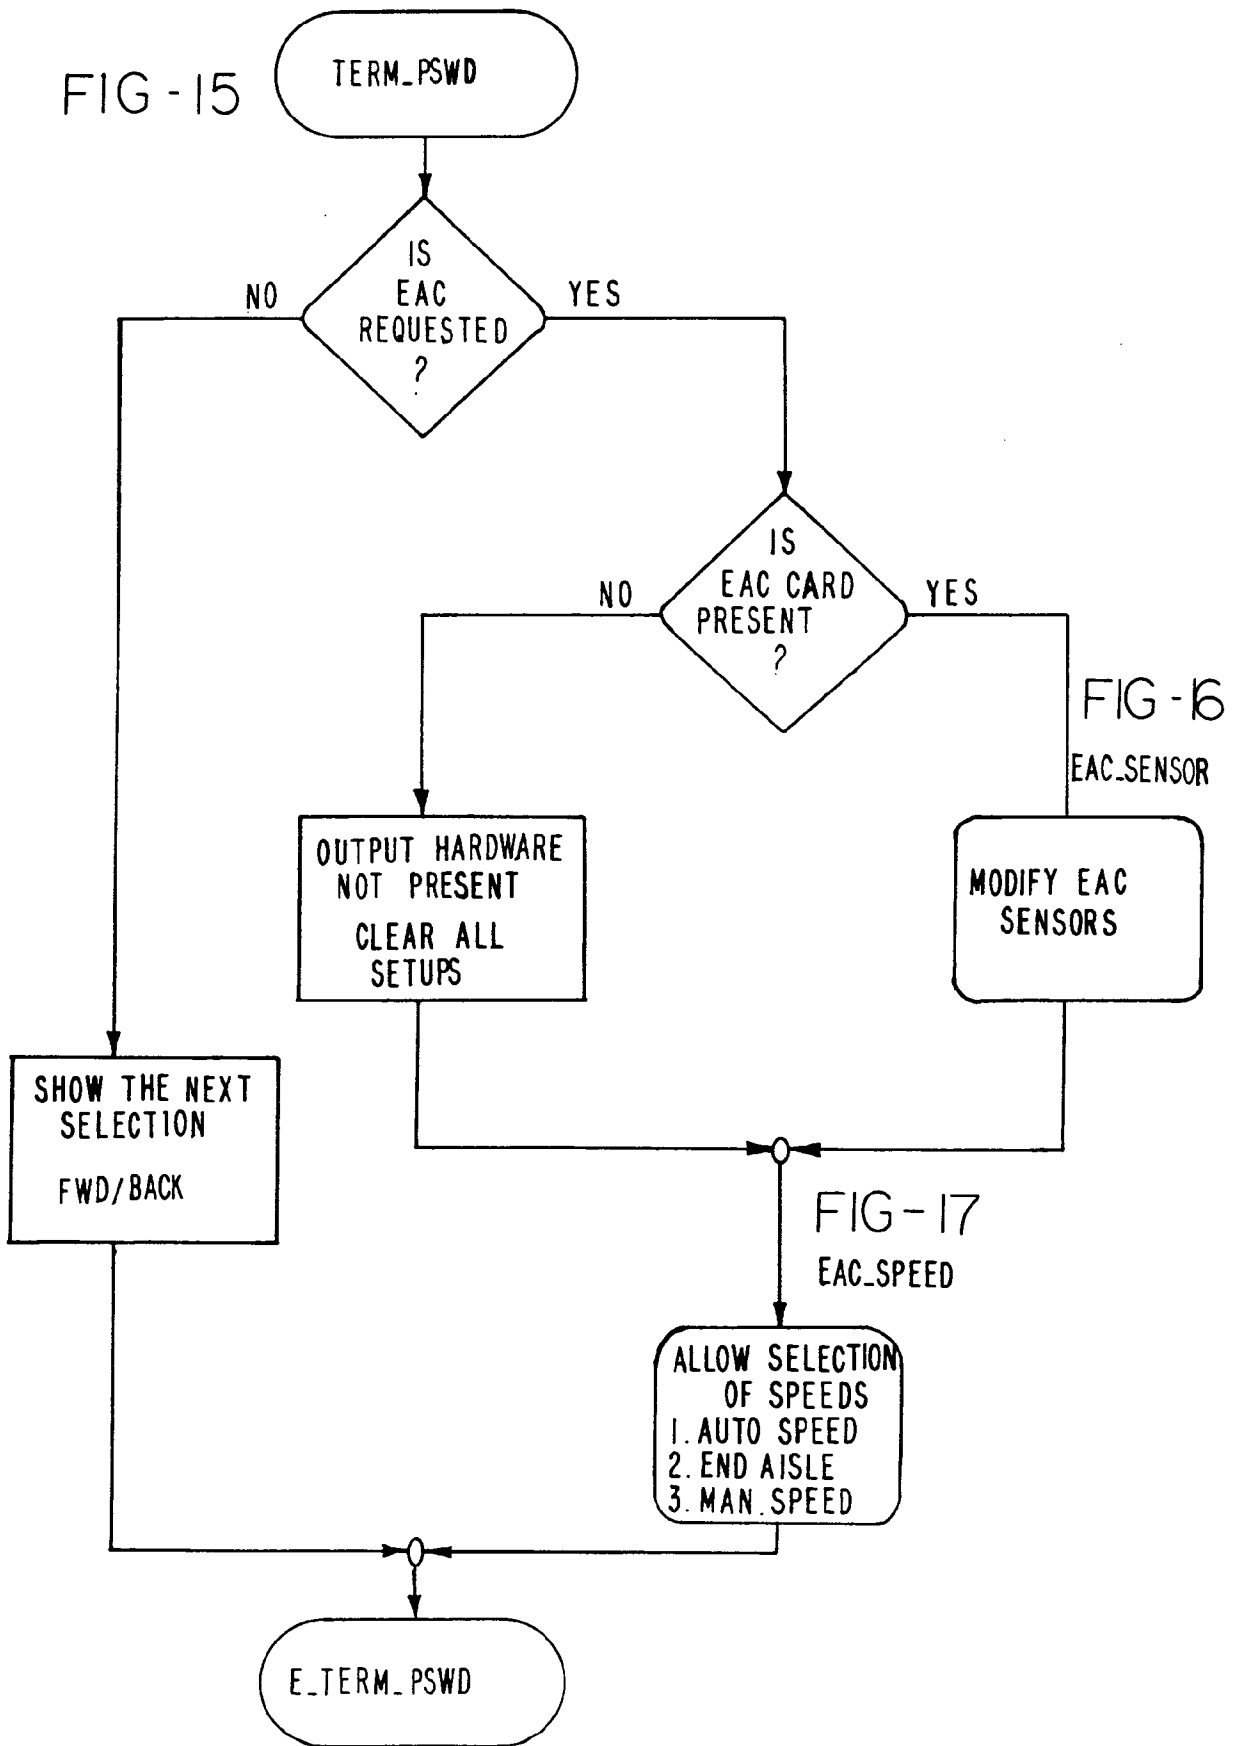 FIG-15
TERM_PSWD
IS
EAC
REQUESTED
?
NO
YES
IS
EAC CARD
PRESENT
?
NO
YES
FIG-16
EAC_SENSOR
OUTPUT HARDWARE
NOT PRESENT
CLEAR ALL
SETUPS
MODIFY EAC
SENSORS
SHOW THE NEXT
SELECTION
FWD/BACK
FIG-17
EAC_SPEED
ALLOW SELECTION
OF SPEEDS
1. AUTO SPEED
2. END AISLE
3. MAN. SPEED
E_TERM_PSWD